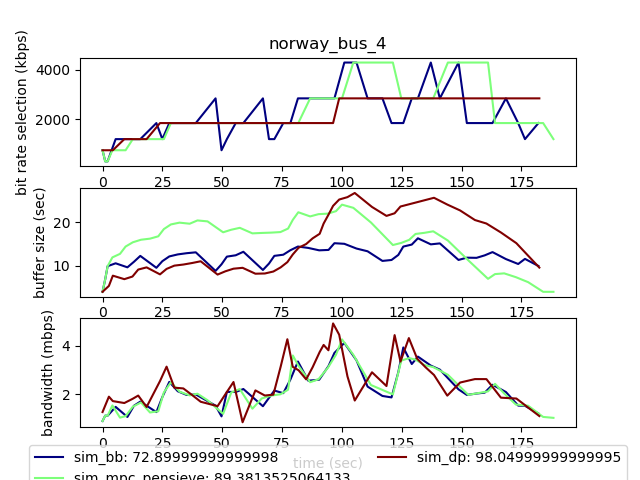 norway_bus_4
bit rate selection (kbps)
4000
2000
0 25 50 75 100 125 150 175
buffer size (sec)
20
10
0 25 50 75 100 125 150 175
bandwidth (mbps)
4
2
0 25 50 75 100 125 150 175
time (sec)
sim_bb: 72.89999999999998
sim_dp: 98.04999999999995
sim_mpc_pensieve: 89.3813525064133